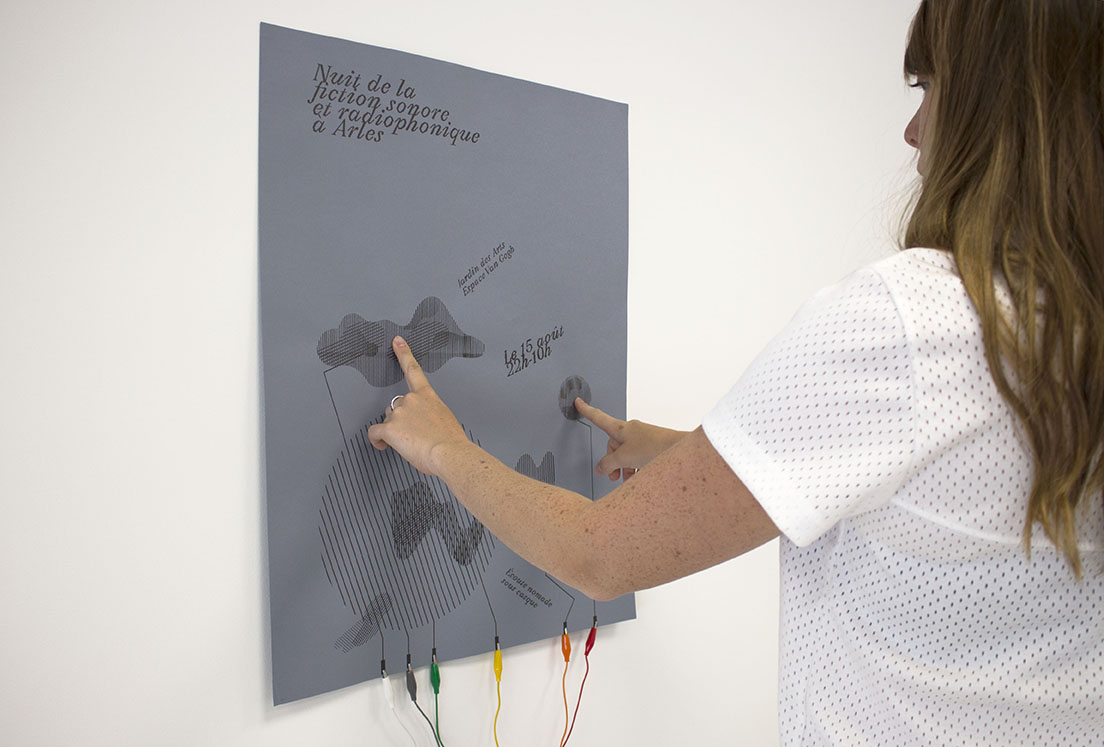 Nuit de la
fiction sonore
et radiophonique
à Arles
Jardin des Arts
Espace Van Gogh
Le 15 août
22h-10h
Écoute nomade
sous casque